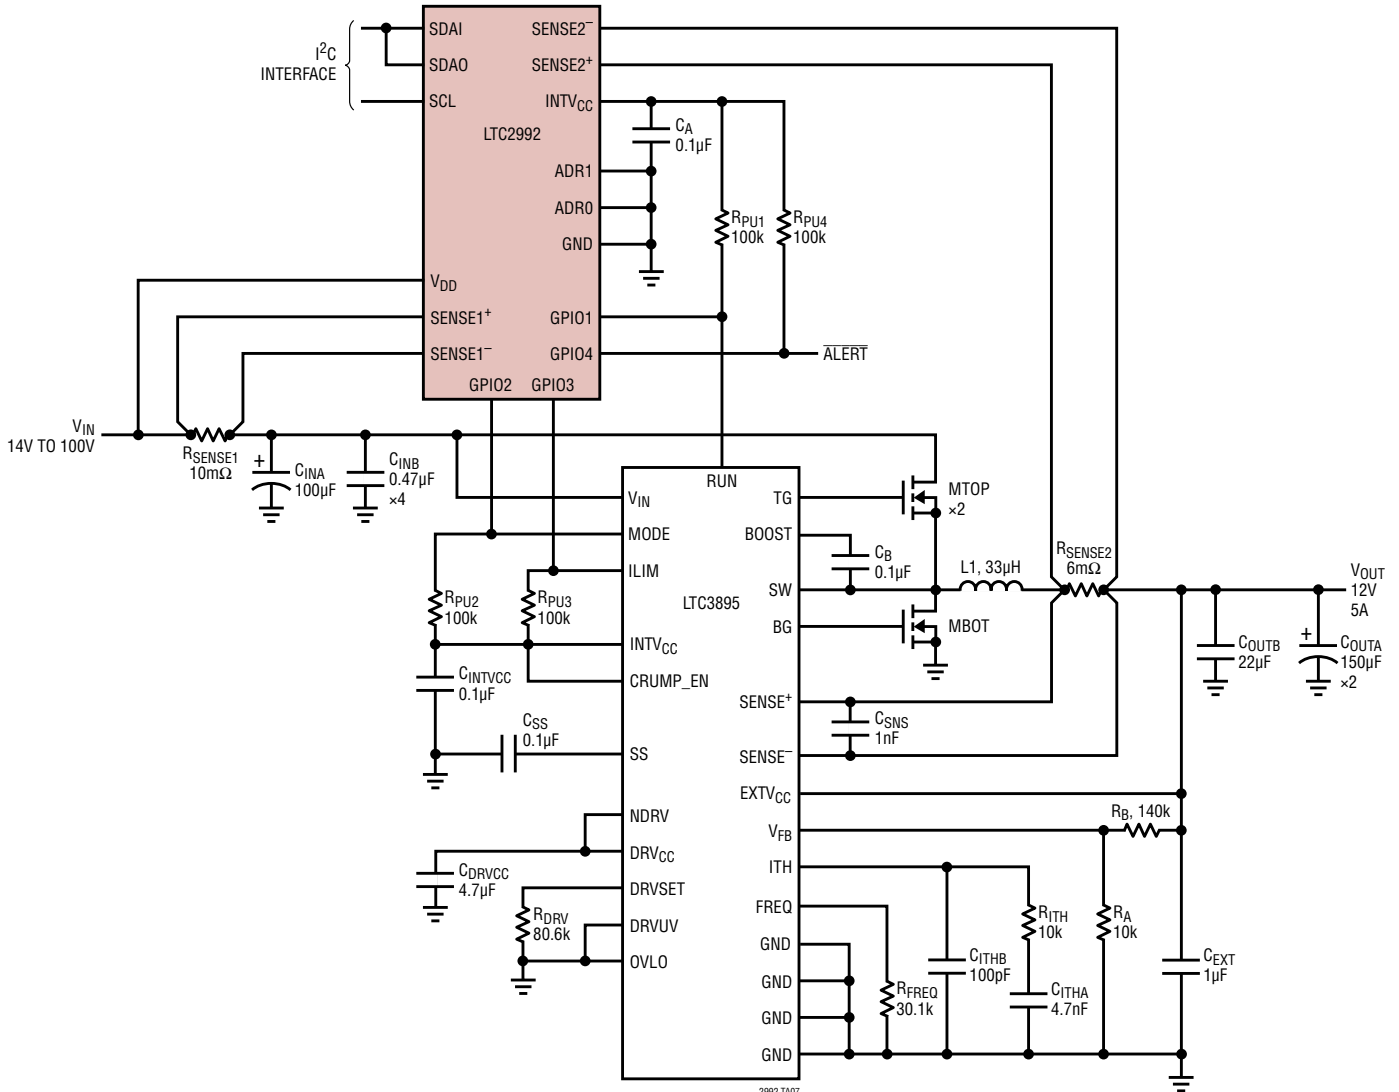 SDAI
SENSE2⁻
I²C
INTERFACE
SDAO
SENSE2⁺
SCL
INTVCC
LTC2992
CA
0.1µF
ADR1
ADR0
RPU1
100k
RPU4
100k
GND
VDD
SENSE1⁺
GPIO1
SENSE1⁻
GPIO4
ALERT
GPIO2
GPIO3
VIN
14V TO 100V
RSENSE1
10mΩ
+
CINA
100µF
CINB
0.47µF
×4
RUN
VIN
TG
MTOP
×2
MODE
BOOST
CB
0.1µF
ILIM
RPU2
100k
RPU3
100k
LTC3895
SW
L1, 33µH
RSENSE2
6mΩ
VOUT
12V
5A
BG
MBOT
INTVCC
CINTVCC
0.1µF
CRUMP_EN
COUTB
22µF
+
COUTA
150µF
×2
SENSE⁺
CSNS
1nF
CSS
0.1µF
SS
SENSE⁻
EXTVCC
NDRV
RB, 140k
VFB
DRVCC
CDRVCC
4.7µF
ITH
DRVSET
RDRV
80.6k
FREQ
RITH
10k
RA
10k
DRVUV
GND
OVLO
CITHB
100pF
CEXT
1µF
GND
RFREQ
30.1k
CITHA
4.7nF
GND
GND
2992 TA07